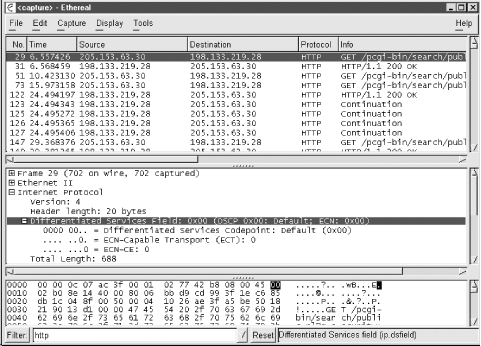 <capture> - Ethereal
File Edit Capture Display Tools Help
No. Time Source Destination Protocol Info
29 6.557426 205.153.63.30 198.133.219.28 HTTP GET /pcgi-bin/search/publ
31 6.568459 198.133.219.28 205.153.63.30 HTTP HTTP/1.1 200 OK
51 10.423130 205.153.63.30 198.133.219.28 HTTP GET /pcgi-bin/search/publ
73 15.973158 205.153.63.30 198.133.219.28 HTTP GET /pcgi-bin/search/publ
122 24.494197 198.133.219.28 205.153.63.30 HTTP HTTP/1.1 200 OK
123 24.494343 198.133.219.28 205.153.63.30 HTTP Continuation
125 24.495272 198.133.219.28 205.153.63.30 HTTP Continuation
126 24.495365 198.133.219.28 205.153.63.30 HTTP Continuation
127 24.495406 198.133.219.28 205.153.63.30 HTTP Continuation
147 29.368376 205.153.63.30 198.133.219.28 HTTP GET /pcgi-bin/search/publ
Frame 29 (702 on wire, 702 captured)
Ethernet II
Internet Protocol
Version: 4
Header length: 20 bytes
Differentiated Services Field: 0x00 (DSCP 0x00: Default; ECN: 0x00)
0000 00.. = Differentiated Services Codepoint: Default (0x00)
.... ..0. = ECN-Capable Transport (ECT): 0
.... ...0 = ECN-CE: 0
Total Length: 688
0000 00 00 0c 07 ac 3f 00 01 02 77 42 b8 08 00 45 00 .....?.. .wB...E.
0010 02 b0 8e 14 40 00 80 06 bb d9 cd 99 3f 1e c6 85 ....@... ....?...
0020 db 1c 04 8f 00 50 00 04 10 26 ae 3f a5 be 50 18 .....P.. .&.?..P.
0030 21 90 13 d1 00 00 47 45 54 20 2f 70 63 67 69 2d !.....GE T /pcgi-
0040 62 69 6e 2f 73 65 61 72 63 68 2f 70 75 62 6c 69 bin/sear ch/publi
Filter: http / Reset Differentiated Services field (ip.dsfield)